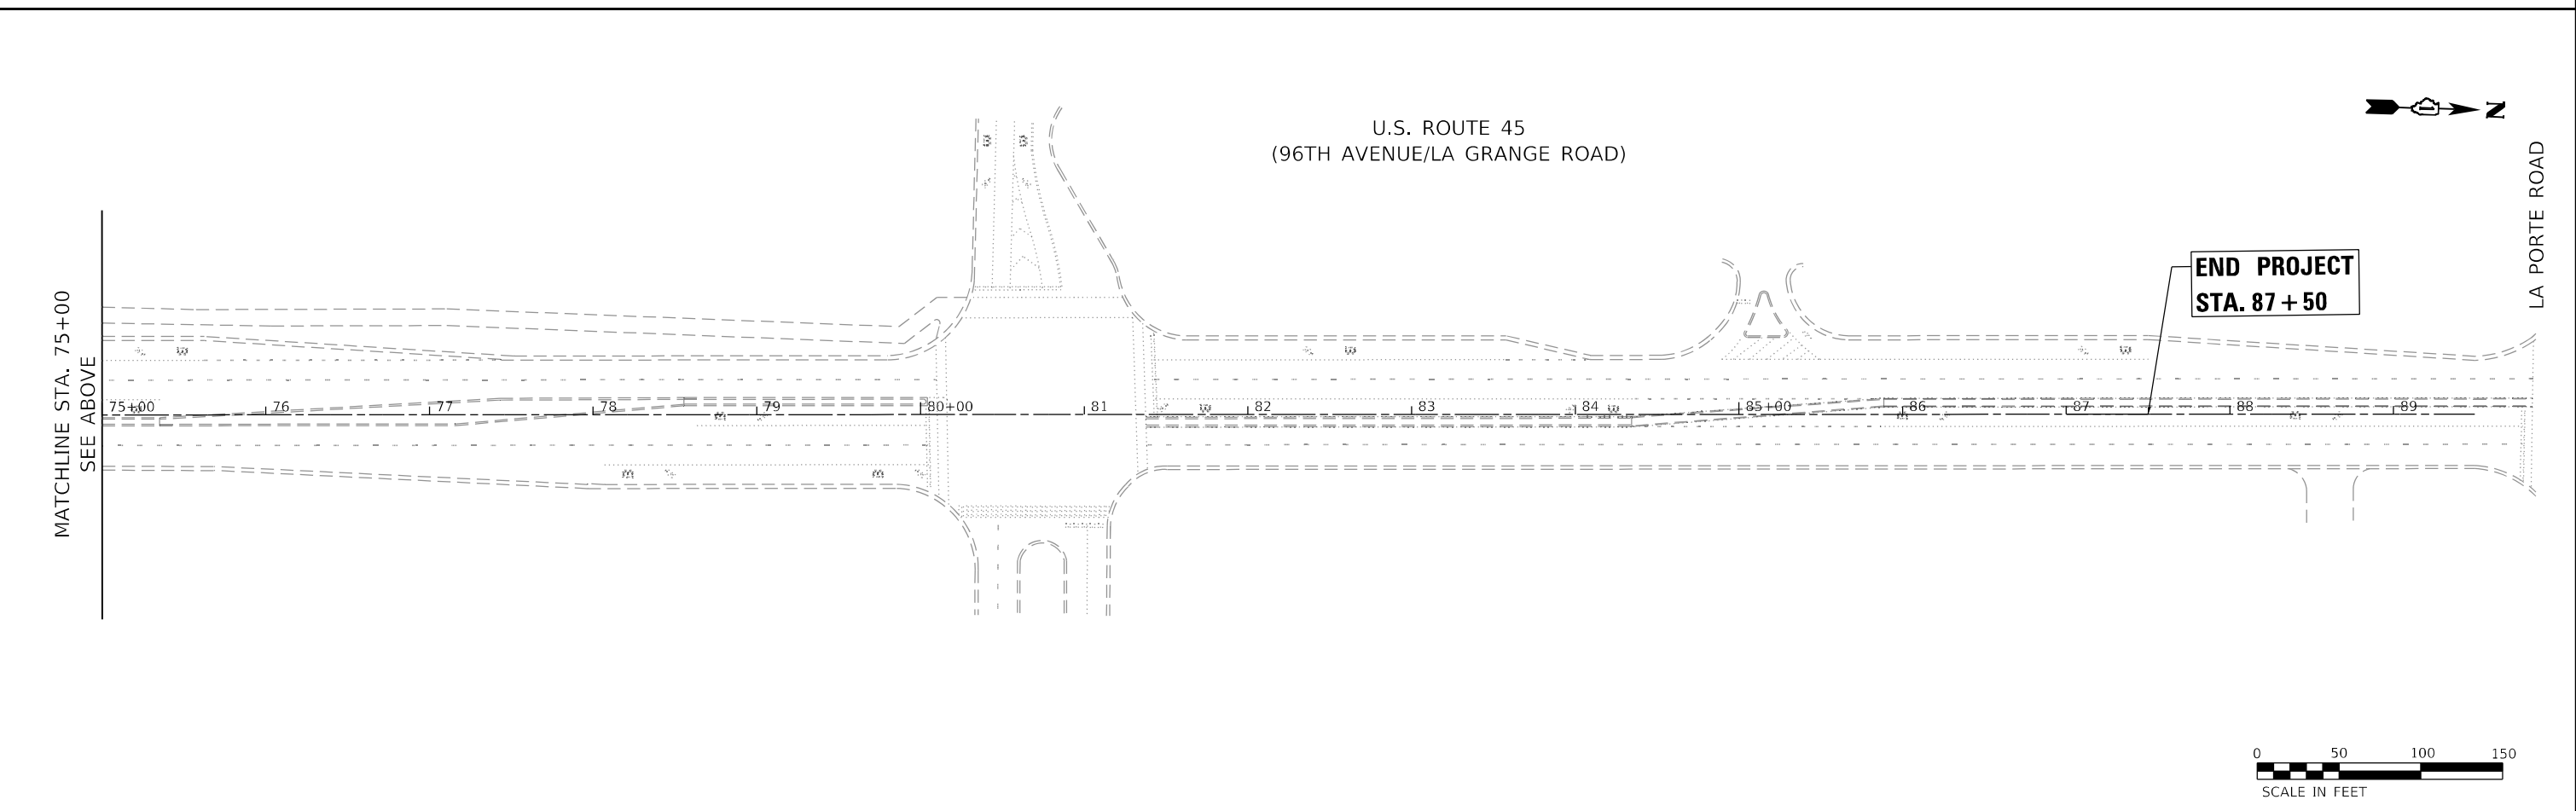 U.S. ROUTE 45
(96TH AVENUE/LA GRANGE ROAD)
N
LA PORTE ROAD
END PROJECT
STA. 87+50
MATCHLINE STA. 75+00
SEE ABOVE
75+00 76 77 78 79 80+00 81 82 83 84 85+00 86 87 88 89
0 50 100 150
SCALE IN FEET